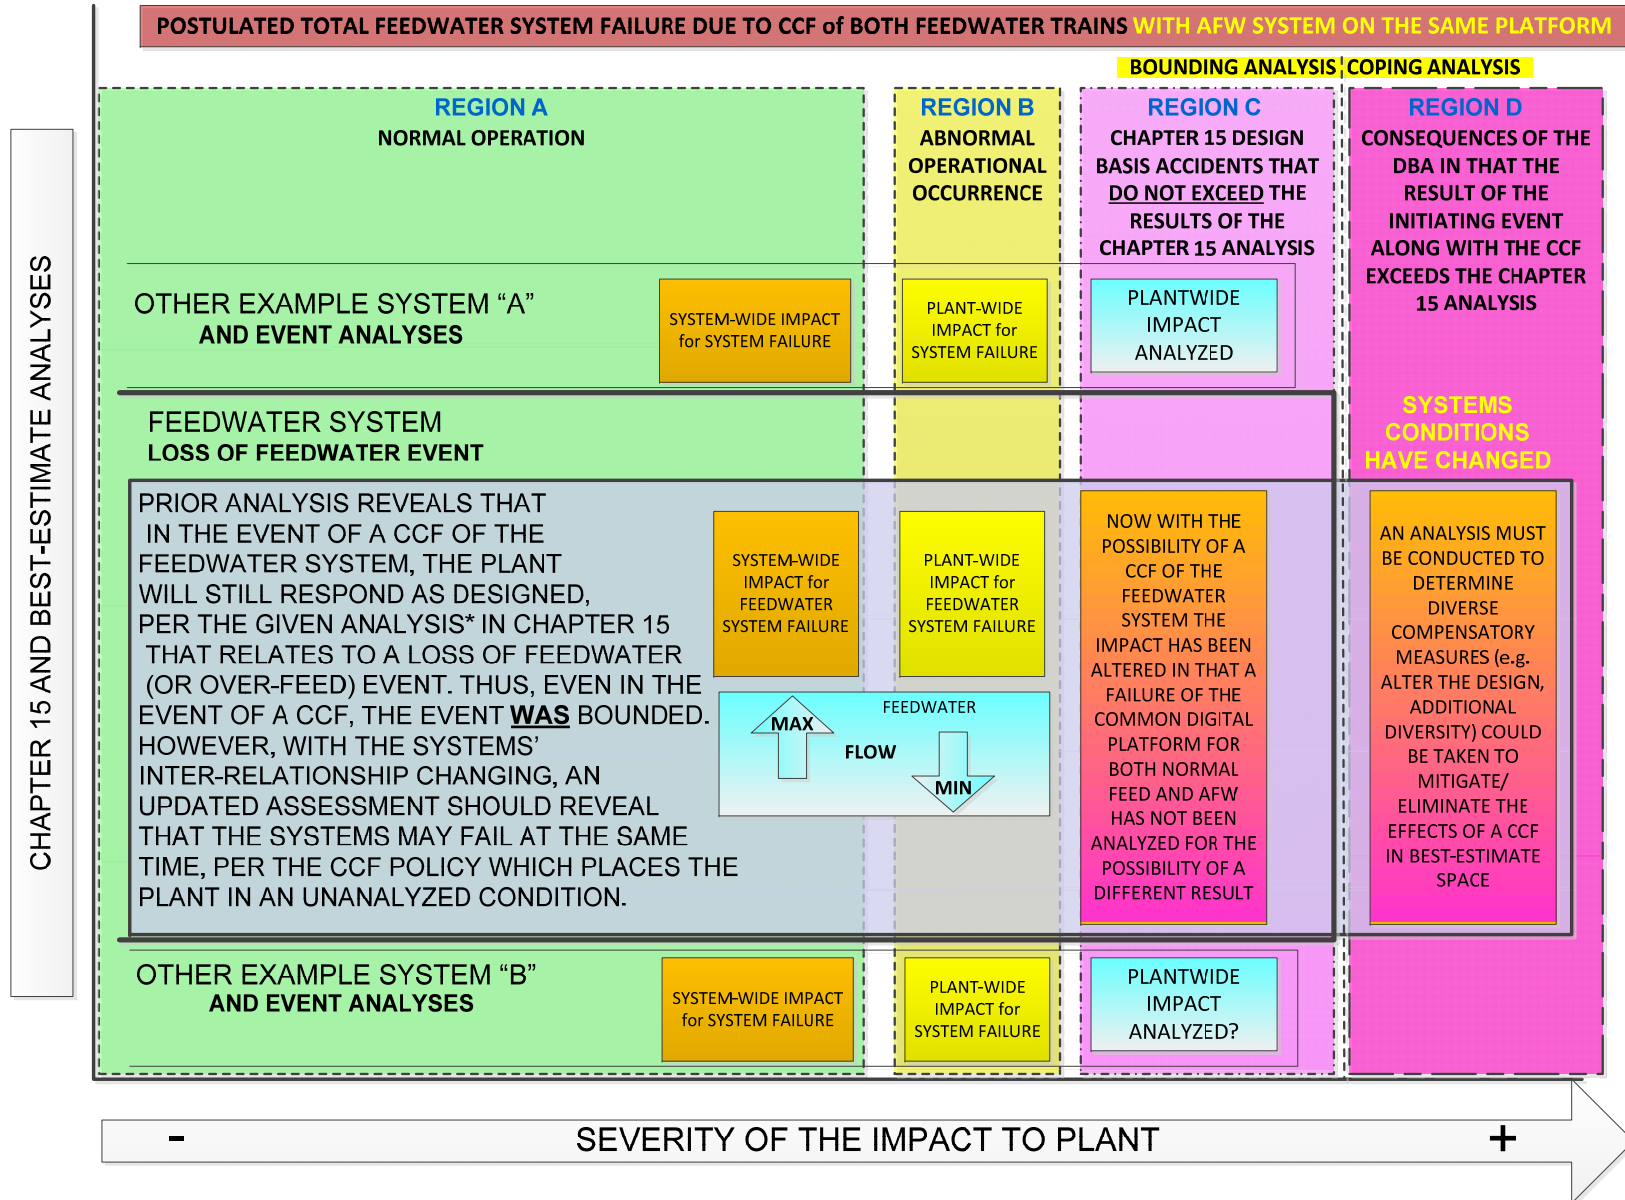 POSTULATED TOTAL FEEDWATER SYSTEM FAILURE DUE TO CCF of BOTH FEEDWATER TRAINS WITH AFW SYSTEM ON THE SAME PLATFORM
BOUNDING ANALYSIS
COPING ANALYSIS
CHAPTER 15 AND BEST-ESTIMATE ANALYSES
REGION A
NORMAL OPERATION
REGION B
ABNORMAL
OPERATIONAL
OCCURRENCE
REGION C
CHAPTER 15 DESIGN
BASIS ACCIDENTS THAT
DO NOT EXCEED THE
RESULTS OF THE
CHAPTER 15 ANALYSIS
REGION D
CONSEQUENCES OF THE
DBA IN THAT THE
RESULT OF THE
INITIATING EVENT
ALONG WITH THE CCF
EXCEEDS THE CHAPTER
15 ANALYSIS
OTHER EXAMPLE SYSTEM “A”
AND EVENT ANALYSES
SYSTEM-WIDE IMPACT
for SYSTEM FAILURE
PLANT-WIDE
IMPACT for
SYSTEM FAILURE
PLANTWIDE
IMPACT
ANALYZED
FEEDWATER SYSTEM
LOSS OF FEEDWATER EVENT
SYSTEMS
CONDITIONS
HAVE CHANGED
PRIOR ANALYSIS REVEALS THAT
IN THE EVENT OF A CCF OF THE
FEEDWATER SYSTEM, THE PLANT
WILL STILL RESPOND AS DESIGNED,
PER THE GIVEN ANALYSIS* IN CHAPTER 15
THAT RELATES TO A LOSS OF FEEDWATER
(OR OVER-FEED) EVENT. THUS, EVEN IN THE
EVENT OF A CCF, THE EVENT WAS BOUNDED.
HOWEVER, WITH THE SYSTEMS’
INTER-RELATIONSHIP CHANGING, AN
UPDATED ASSESSMENT SHOULD REVEAL
THAT THE SYSTEMS MAY FAIL AT THE SAME
TIME, PER THE CCF POLICY WHICH PLACES THE
PLANT IN AN UNANALYZED CONDITION.
SYSTEM-WIDE
IMPACT for
FEEDWATER
SYSTEM FAILURE
PLANT-WIDE
IMPACT for
FEEDWATER
SYSTEM FAILURE
FEEDWATER
MAX
FLOW
MIN
NOW WITH THE
POSSIBILITY OF A
CCF OF THE
FEEDWATER
SYSTEM THE
IMPACT HAS BEEN
ALTERED IN THAT A
FAILURE OF THE
COMMON DIGITAL
PLATFORM FOR
BOTH NORMAL
FEED AND AFW
HAS NOT BEEN
ANALYZED FOR THE
POSSIBILITY OF A
DIFFERENT RESULT
AN ANALYSIS MUST
BE CONDUCTED TO
DETERMINE
DIVERSE
COMPENSATORY
MEASURES (e.g.
ALTER THE DESIGN,
ADDITIONAL
DIVERSITY) COULD
BE TAKEN TO
MITIGATE/
ELIMINATE THE
EFFECTS OF A CCF
IN BEST-ESTIMATE
SPACE
OTHER EXAMPLE SYSTEM “B”
AND EVENT ANALYSES
SYSTEM-WIDE IMPACT
for SYSTEM FAILURE
PLANT-WIDE
IMPACT for
SYSTEM FAILURE
PLANTWIDE
IMPACT
ANALYZED?
- SEVERITY OF THE IMPACT TO PLANT +